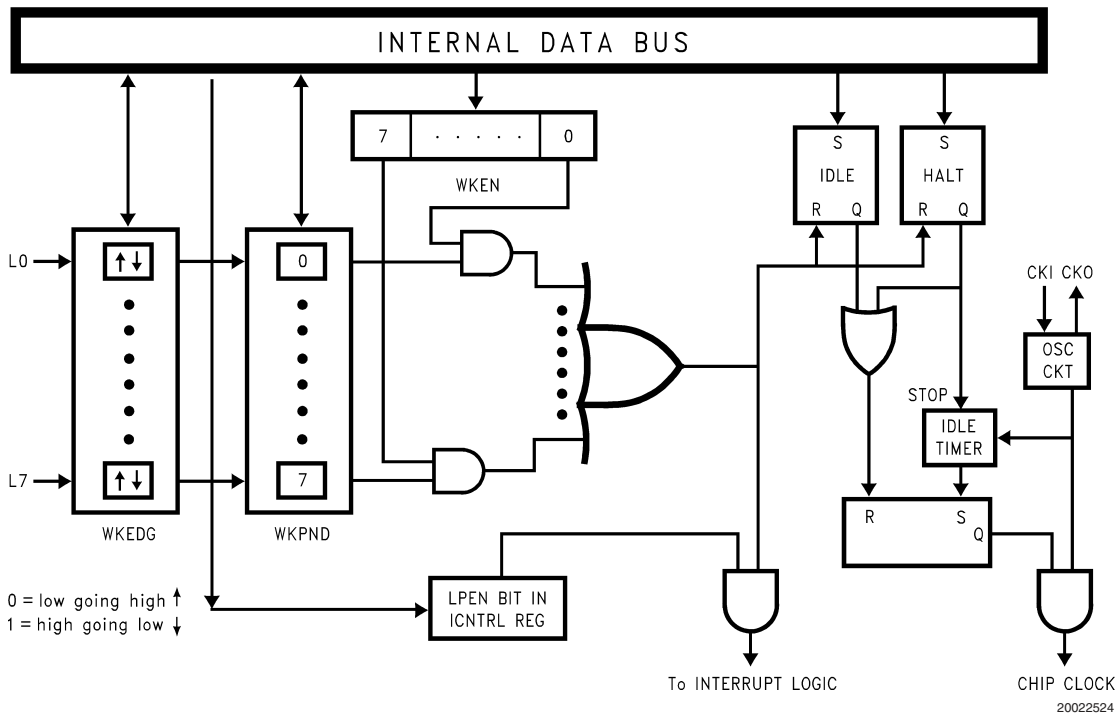 INTERNAL DATA BUS
7 · · · · · 0
WKEN
S
IDLE
R Q
S
HALT
R Q
L0
↑↓
0
CKI CKO
OSC
CKT
STOP
IDLE
TIMER
L7
↑↓
7
WKEDG
WKPND
R S
Q
0 = low going high ↑
1 = high going low ↓
LPEN BIT IN
ICNTRL REG
To INTERRUPT LOGIC
CHIP CLOCK
20022524